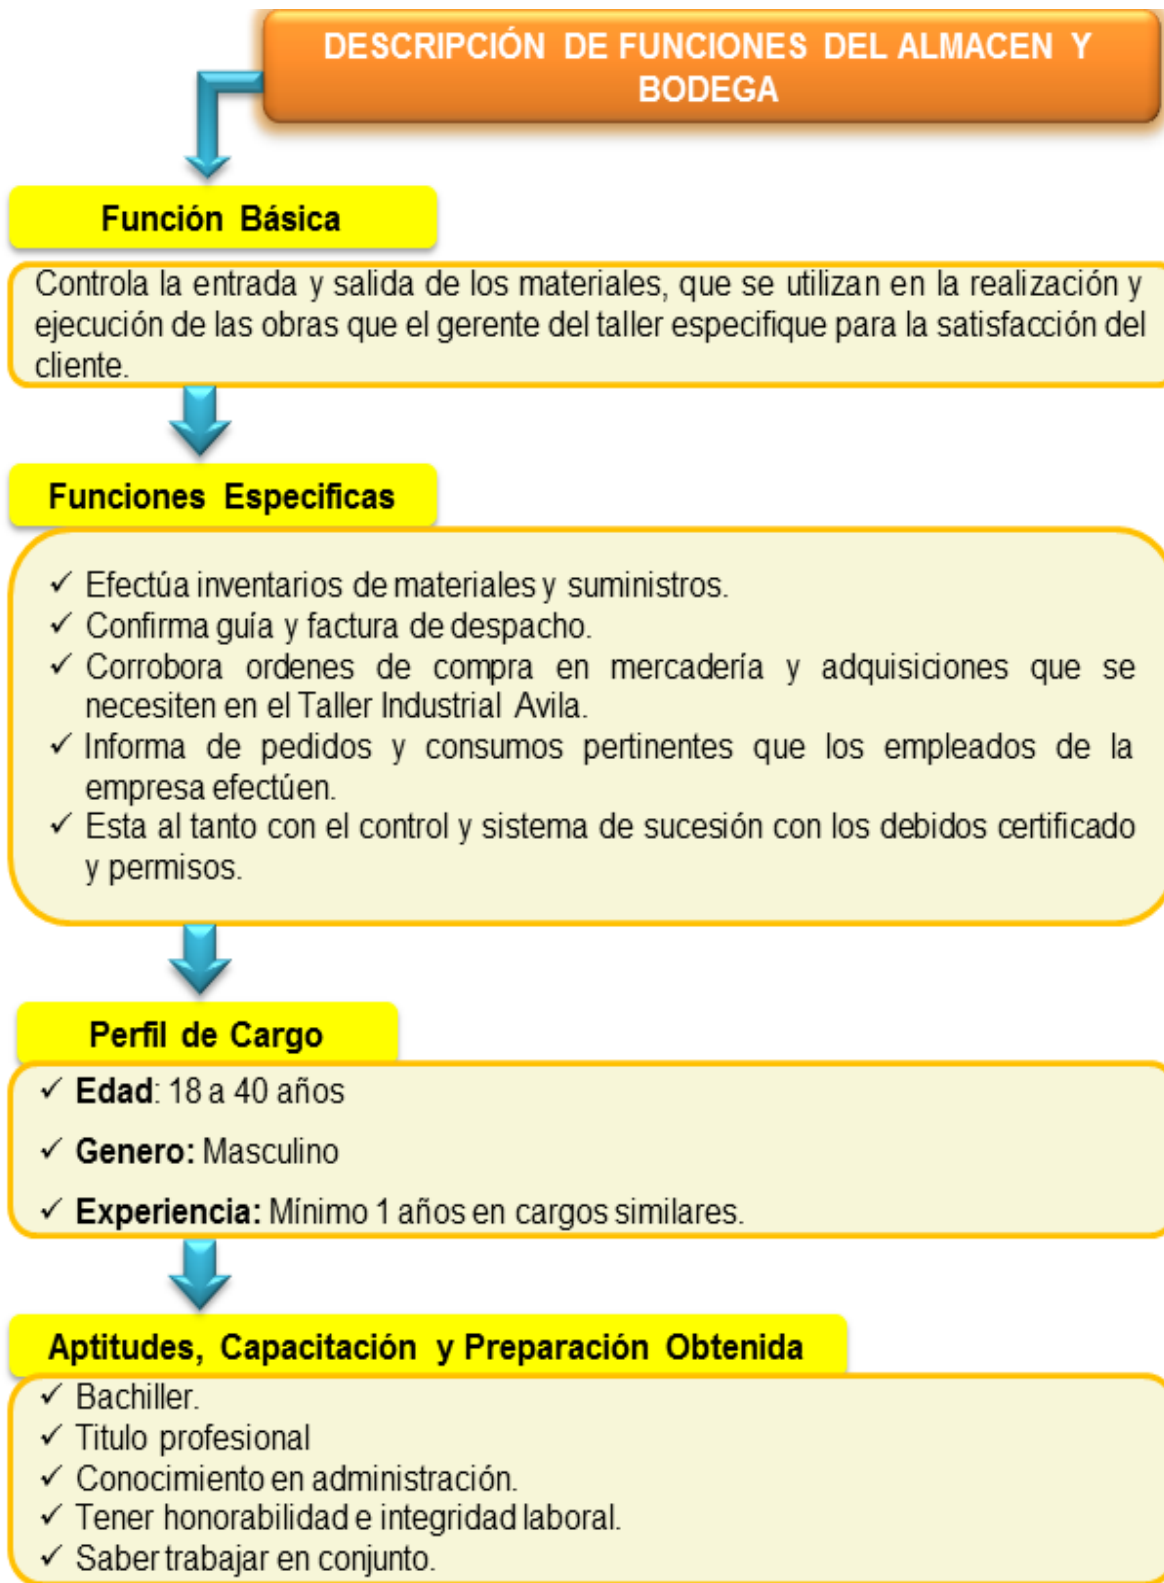 DESCRIPCIÓN DE FUNCIONES DEL ALMACEN Y
BODEGA
Función Básica
Controla la entrada y salida de los materiales, que se utilizan en la realización y
ejecución de las obras que el gerente del taller especifique para la satisfacción del
cliente.
Funciones Especificas
✓ Efectúa inventarios de materiales y suministros.
✓ Confirma guía y factura de despacho.
✓ Corrobora ordenes de compra en mercadería y adquisiciones que se
necesiten en el Taller Industrial Avila.
✓ Informa de pedidos y consumos pertinentes que los empleados de la
empresa efectúen.
✓ Esta al tanto con el control y sistema de sucesión con los debidos certificado
y permisos.
Perfil de Cargo
✓ Edad: 18 a 40 años
✓ Genero: Masculino
✓ Experiencia: Mínimo 1 años en cargos similares.
Aptitudes, Capacitación y Preparación Obtenida
✓ Bachiller.
✓ Titulo profesional
✓ Conocimiento en administración.
✓ Tener honorabilidad e integridad laboral.
✓ Saber trabajar en conjunto.